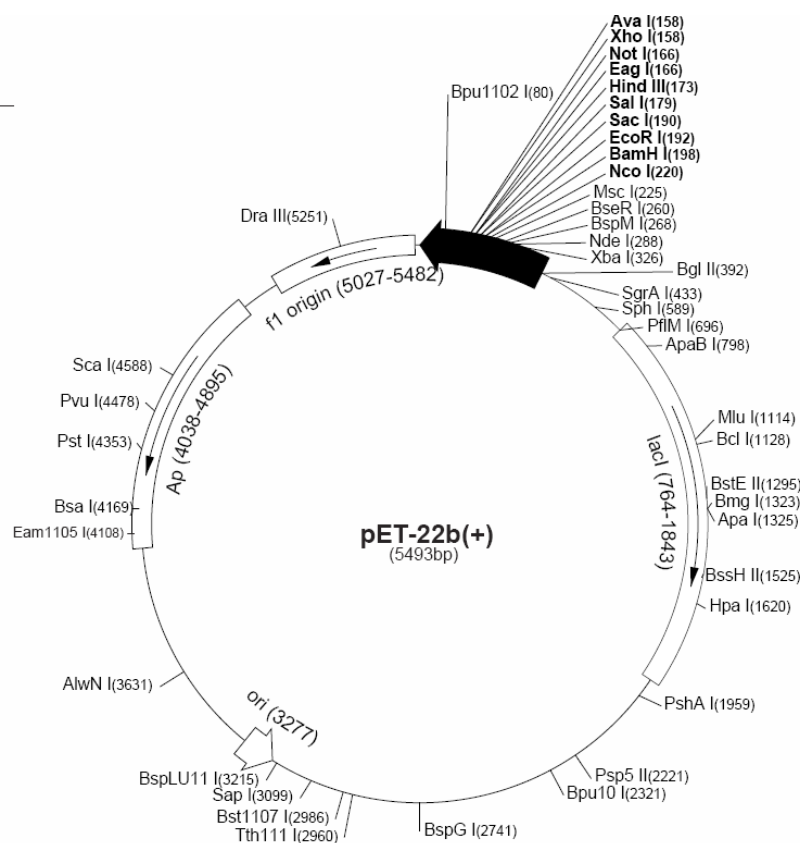 Ava I(158)
Xho I(158)
Not I(166)
Eag I(166)
Hind III(173)
Sal I(179)
Sac I(190)
EcoR I(192)
BamH I(198)
Nco I(220)
Msc I(225)
BseR I(260)
BspM I(268)
Nde I(288)
Xba I(326)
Bgl II(392)
SgrA I(433)
Sph I(589)
PflM I(696)
ApaB I(798)
Mlu I(1114)
Bcl I(1128)
BstE II(1295)
Bmg I(1323)
Apa I(1325)
BssH II(1525)
Hpa I(1620)
PshA I(1959)
Psp5 II(2221)
Bpu10 I(2321)
BspG I(2741)
Tth111 I(2960)
Bst1107 I(2986)
Sap I(3099)
BspLU11 I(3215)
AlwN I(3631)
Eam1105 I(4108)
Bsa I(4169)
Pst I(4353)
Pvu I(4478)
Sca I(4588)
Dra III(5251)
Bpu1102 I(80)
f1 origin (5027-5482)
Ap (4038-4895)
lacI (764-1843)
ori (3277)
pET-22b(+)
(5493bp)